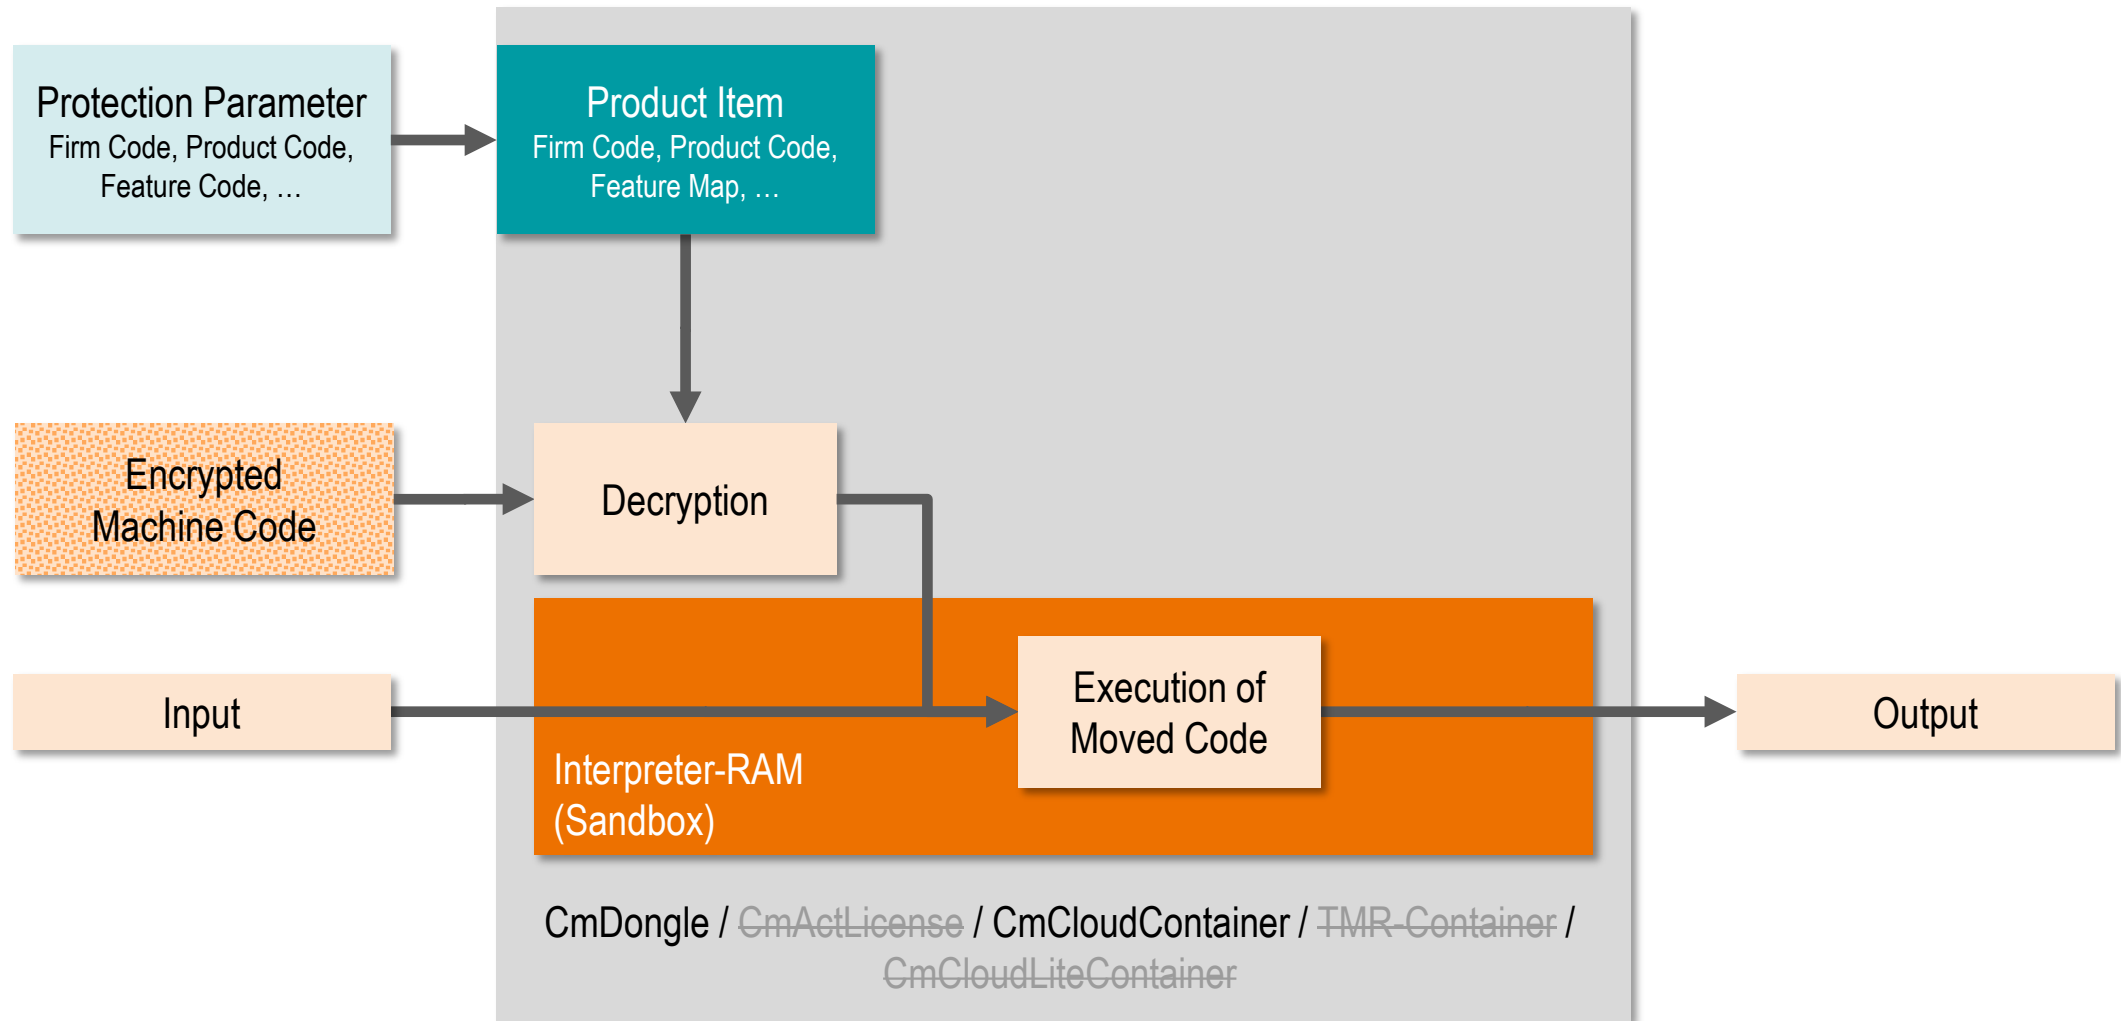 Protection Parameter
Firm Code, Product Code,
Feature Code, …
Product Item
Firm Code, Product Code,
Feature Map, …
Encrypted
Machine Code
Decryption
Input
Execution of
Moved Code
Output
Interpreter-RAM
(Sandbox)
CmDongle / CmActLicense / CmCloudContainer / TMR-Container /
CmCloudLiteContainer